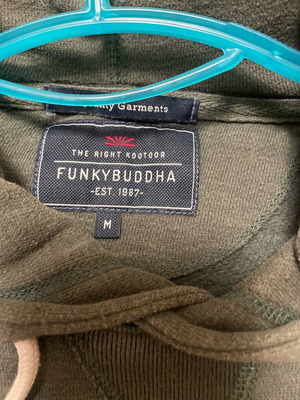 Garments
THE RIGHT KOOTOOR
FUNKYBUDDHA
-EST. 1987-
M